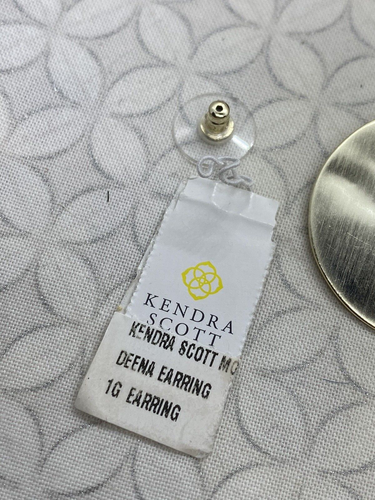 KENDRA
SCOTT
KENDRA SCOTT MO
DEENA EARRING
1G EARRING